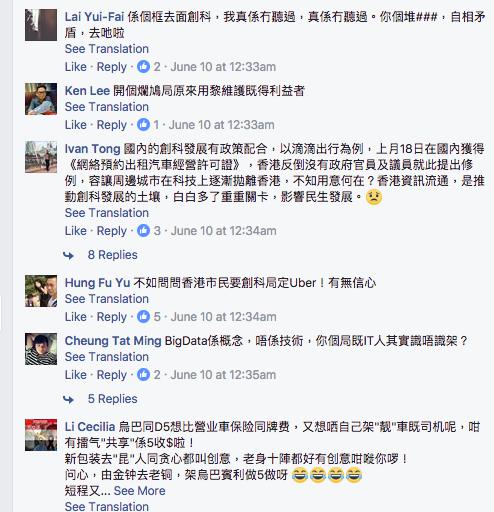 Lai Yui-Fai 係個框去面創科，我真係冇聽過，真係冇聽過。你個堆###，自相矛
盾，去吔啦
See Translation
Like · Reply · 2 · June 10 at 12:33am
Ken Lee 開個爛鳩局原來用黎維護既得利益者
See Translation
Like · Reply · 1 · June 10 at 12:33am
Ivan Tong 國內的創科發展有政策配合，以滴滴出行為例，上月18日在國內獲得
《網絡預約出租汽車經營許可證》，香港反倒沒有政府官員及議員就此提出修
例，容讓周邊城市在科技上逐漸拋離香港，不知用意何在？香港資訊流通，是推
動創科發展的土壤，白白多了重重關卡，影響民生發展。😟
See Translation
Like · Reply · 3 · June 10 at 12:34am
8 Replies
Hung Fu Yu 不如問問香港市民要創科局定Uber！有無信心
See Translation
Like · Reply · 5 · June 10 at 12:34am
Cheung Tat Ming BigData係概念，唔係技術，你個局既IT人其實識唔識架？
See Translation
Like · Reply · 2 · June 10 at 12:35am
5 Replies
Li Cecilia 烏巴同D5想比營业車保险同牌费，又想哂自己架"靓"車既司机呢，咁
有擂气"共享"係5收$啦！
新包装去"昆"人同贪心都叫创意，老身十陣都好有创意咁嘥你啰！
问心，由金钟去老铜，架烏巴賓利做5做呀 😂😂😂😂
短程又... See More
See Translation